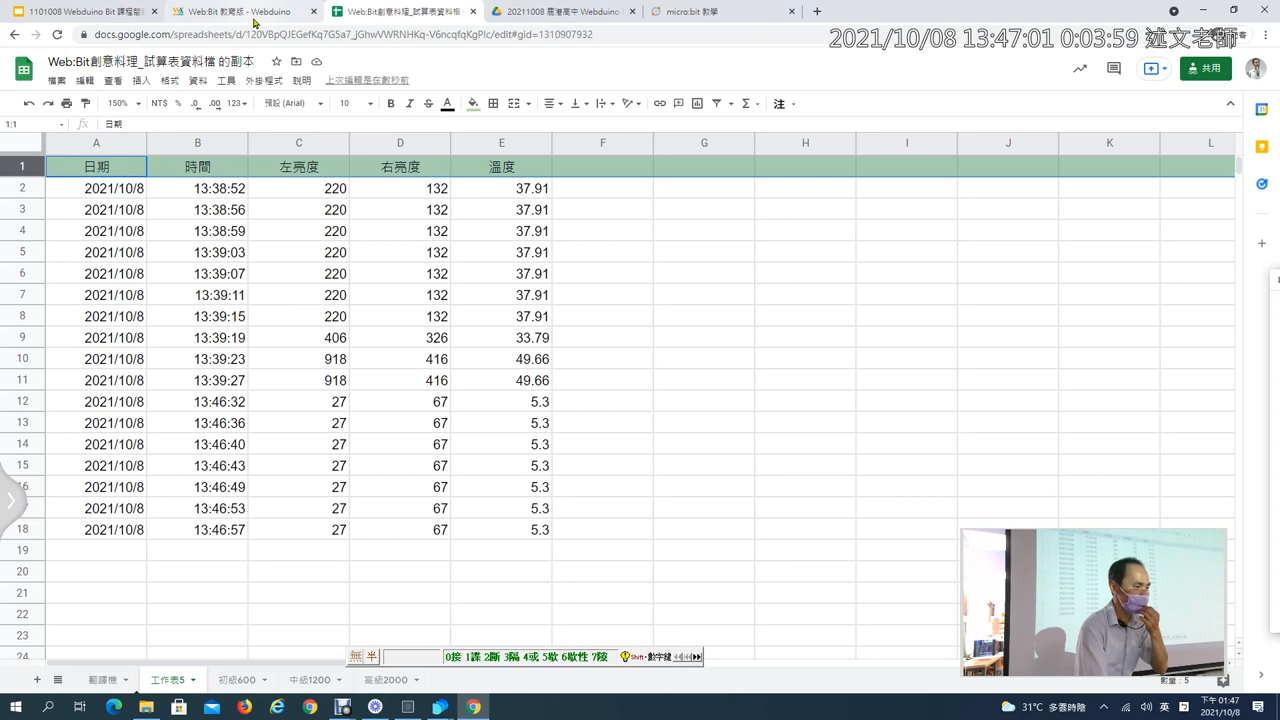 1101008 Webduino Bit 課程整
Web:Bit 教育版 - Webduino
Web:Bit創意料理_試算表資料檔
20211008 鹿港高中 Webduino
micro:bit 教學
docs.google.com/spreadsheets/d/120VBpQJEGefKq7G5a7_jGhwVWRNHKq-V6ncqfqKgPlc/edit#gid=1310907932
2021/10/08 13:47:01 0:03:59 述文老師
Web:Bit創意料理_試算表資料檔 的副本
檔案 編輯 查看 插入 格式 資料 工具 外掛程式 說明 上次編輯是在數秒前
共用
150% NT$ % .0 .00 123 預設 (Arial) 10 B I S A 注
1:1 fx 日期
A B C D E F G H I J K L
1 日期 時間 左亮度 右亮度 溫度
2 2021/10/8 13:38:52 220 132 37.91
3 2021/10/8 13:38:56 220 132 37.91
4 2021/10/8 13:38:59 220 132 37.91
5 2021/10/8 13:39:03 220 132 37.91
6 2021/10/8 13:39:07 220 132 37.91
7 2021/10/8 13:39:11 220 132 37.91
8 2021/10/8 13:39:15 220 132 37.91
9 2021/10/8 13:39:19 406 326 33.79
10 2021/10/8 13:39:23 918 416 49.66
11 2021/10/8 13:39:27 918 416 49.66
12 2021/10/8 13:46:32 27 67 5.3
13 2021/10/8 13:46:36 27 67 5.3
14 2021/10/8 13:46:40 27 67 5.3
15 2021/10/8 13:46:43 27 67 5.3
16 2021/10/8 13:46:49 27 67 5.3
2021/10/8 13:46:53 27 67 5.3
18 2021/10/8 13:46:57 27 67 5.3
19
20
21
22
23
24
無 半 0接 1諜 2斷 3隔 4或 5歇 6歇性 7陸 Shift+數字鍵
翻譯機 工作表5 初級600 中級1200 高級2000 數量：5
31°C 多雲時陰 英 下午 01:47
2021/10/8